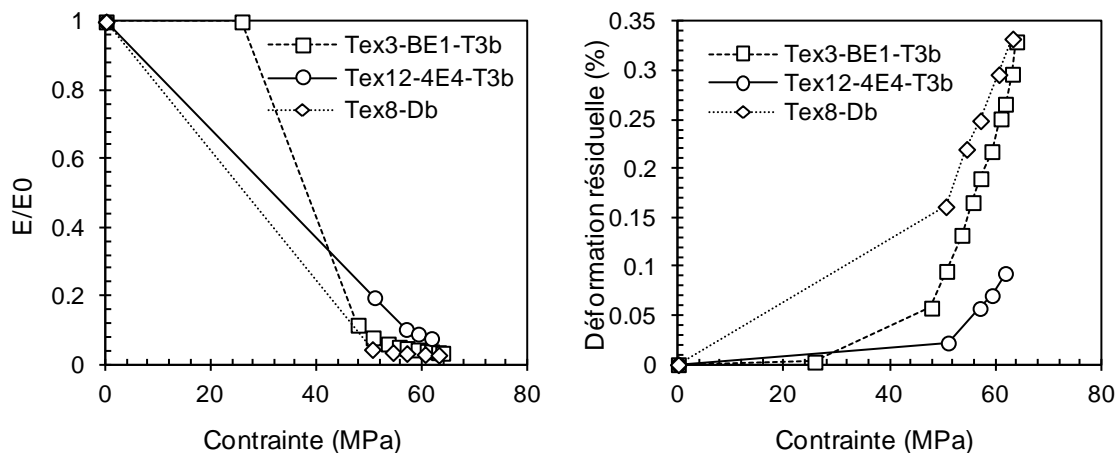 E/E0
1
0.8
0.6
0.4
0.2
0
0 20 40 60 80
Contrainte (MPa)
Tex3-BE1-T3b
Tex12-4E4-T3b
Tex8-Db
Déformation résiduelle (%)
0.35
0.3
0.25
0.2
0.15
0.1
0.05
0
0 20 40 60 80
Contrainte (MPa)
Tex3-BE1-T3b
Tex12-4E4-T3b
Tex8-Db